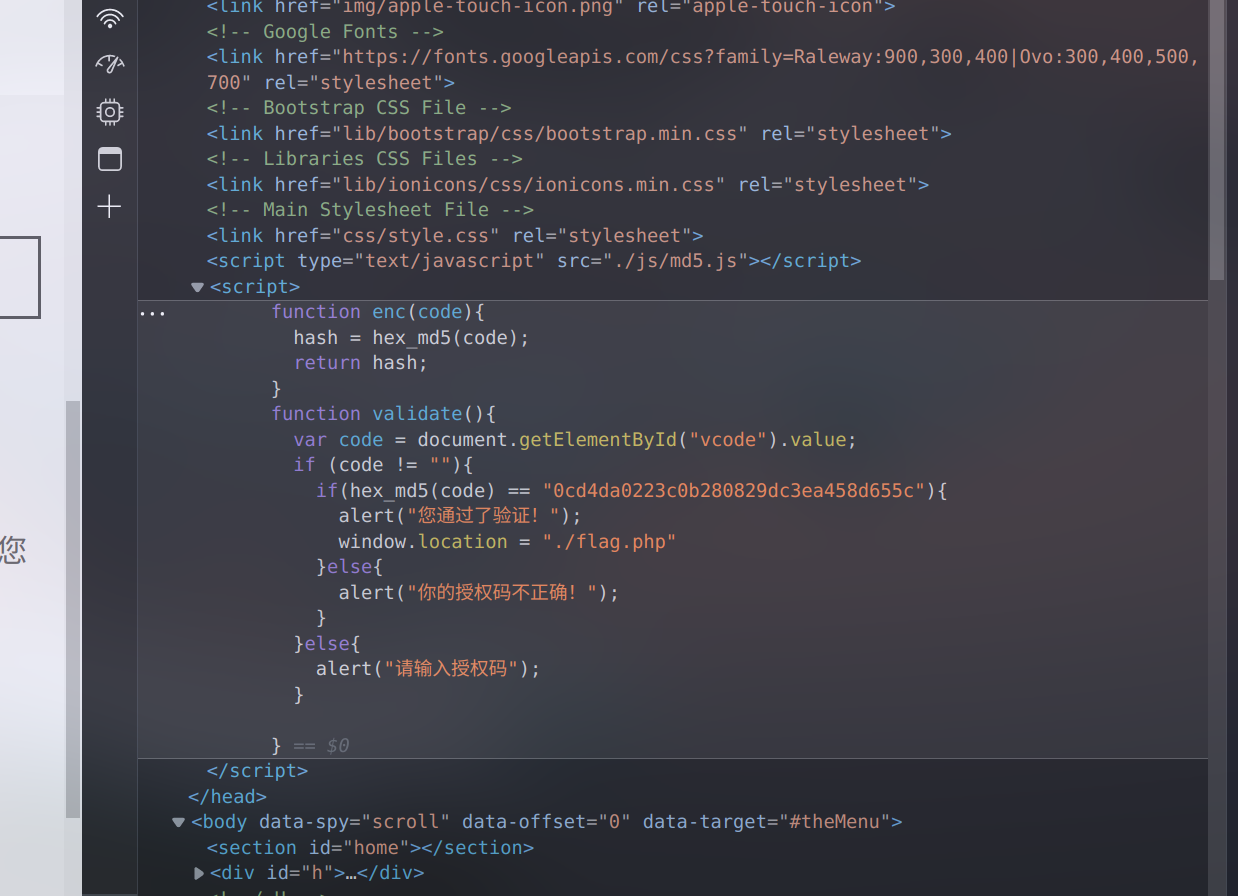 <link href="img/apple-touch-icon.png" rel="apple-touch-icon">
<!-- Google Fonts -->
<link href="https://fonts.googleapis.com/css?family=Raleway:900,300,400|Ovo:300,400,500,
700" rel="stylesheet">
<!-- Bootstrap CSS File -->
<link href="lib/bootstrap/css/bootstrap.min.css" rel="stylesheet">
<!-- Libraries CSS Files -->
<link href="lib/ionicons/css/ionicons.min.css" rel="stylesheet">
<!-- Main Stylesheet File -->
<link href="css/style.css" rel="stylesheet">
<script type="text/javascript" src="./js/md5.js"></script>
<script>
function enc(code){
hash = hex_md5(code);
return hash;
}
function validate(){
var code = document.getElementById("vcode").value;
if (code != ""){
if(hex_md5(code) == "0cd4da0223c0b280829dc3ea458d655c"){
alert("您通过了验证！");
window.location = "./flag.php"
}else{
alert("你的授权码不正确！");
}
}else{
alert("请输入授权码");
}
} == $0
</script>
</head>
<body data-spy="scroll" data-offset="0" data-target="#theMenu">
<section id="home"></section>
<div id="h">…</div>
您